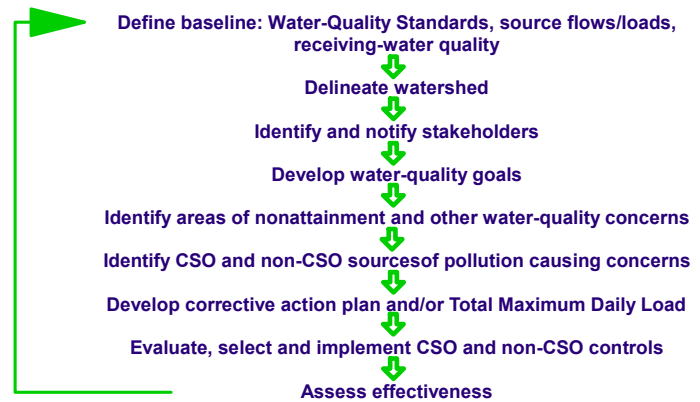 Define baseline: Water-Quality Standards, source flows/loads,
receiving-water quality
Delineate watershed
Identify and notify stakeholders
Develop water-quality goals
Identify areas of nonattainment and other water-quality concerns
Identify CSO and non-CSO sourcesof pollution causing concerns
Develop corrective action plan and/or Total Maximum Daily Load
Evaluate, select and implement CSO and non-CSO controls
Assess effectiveness